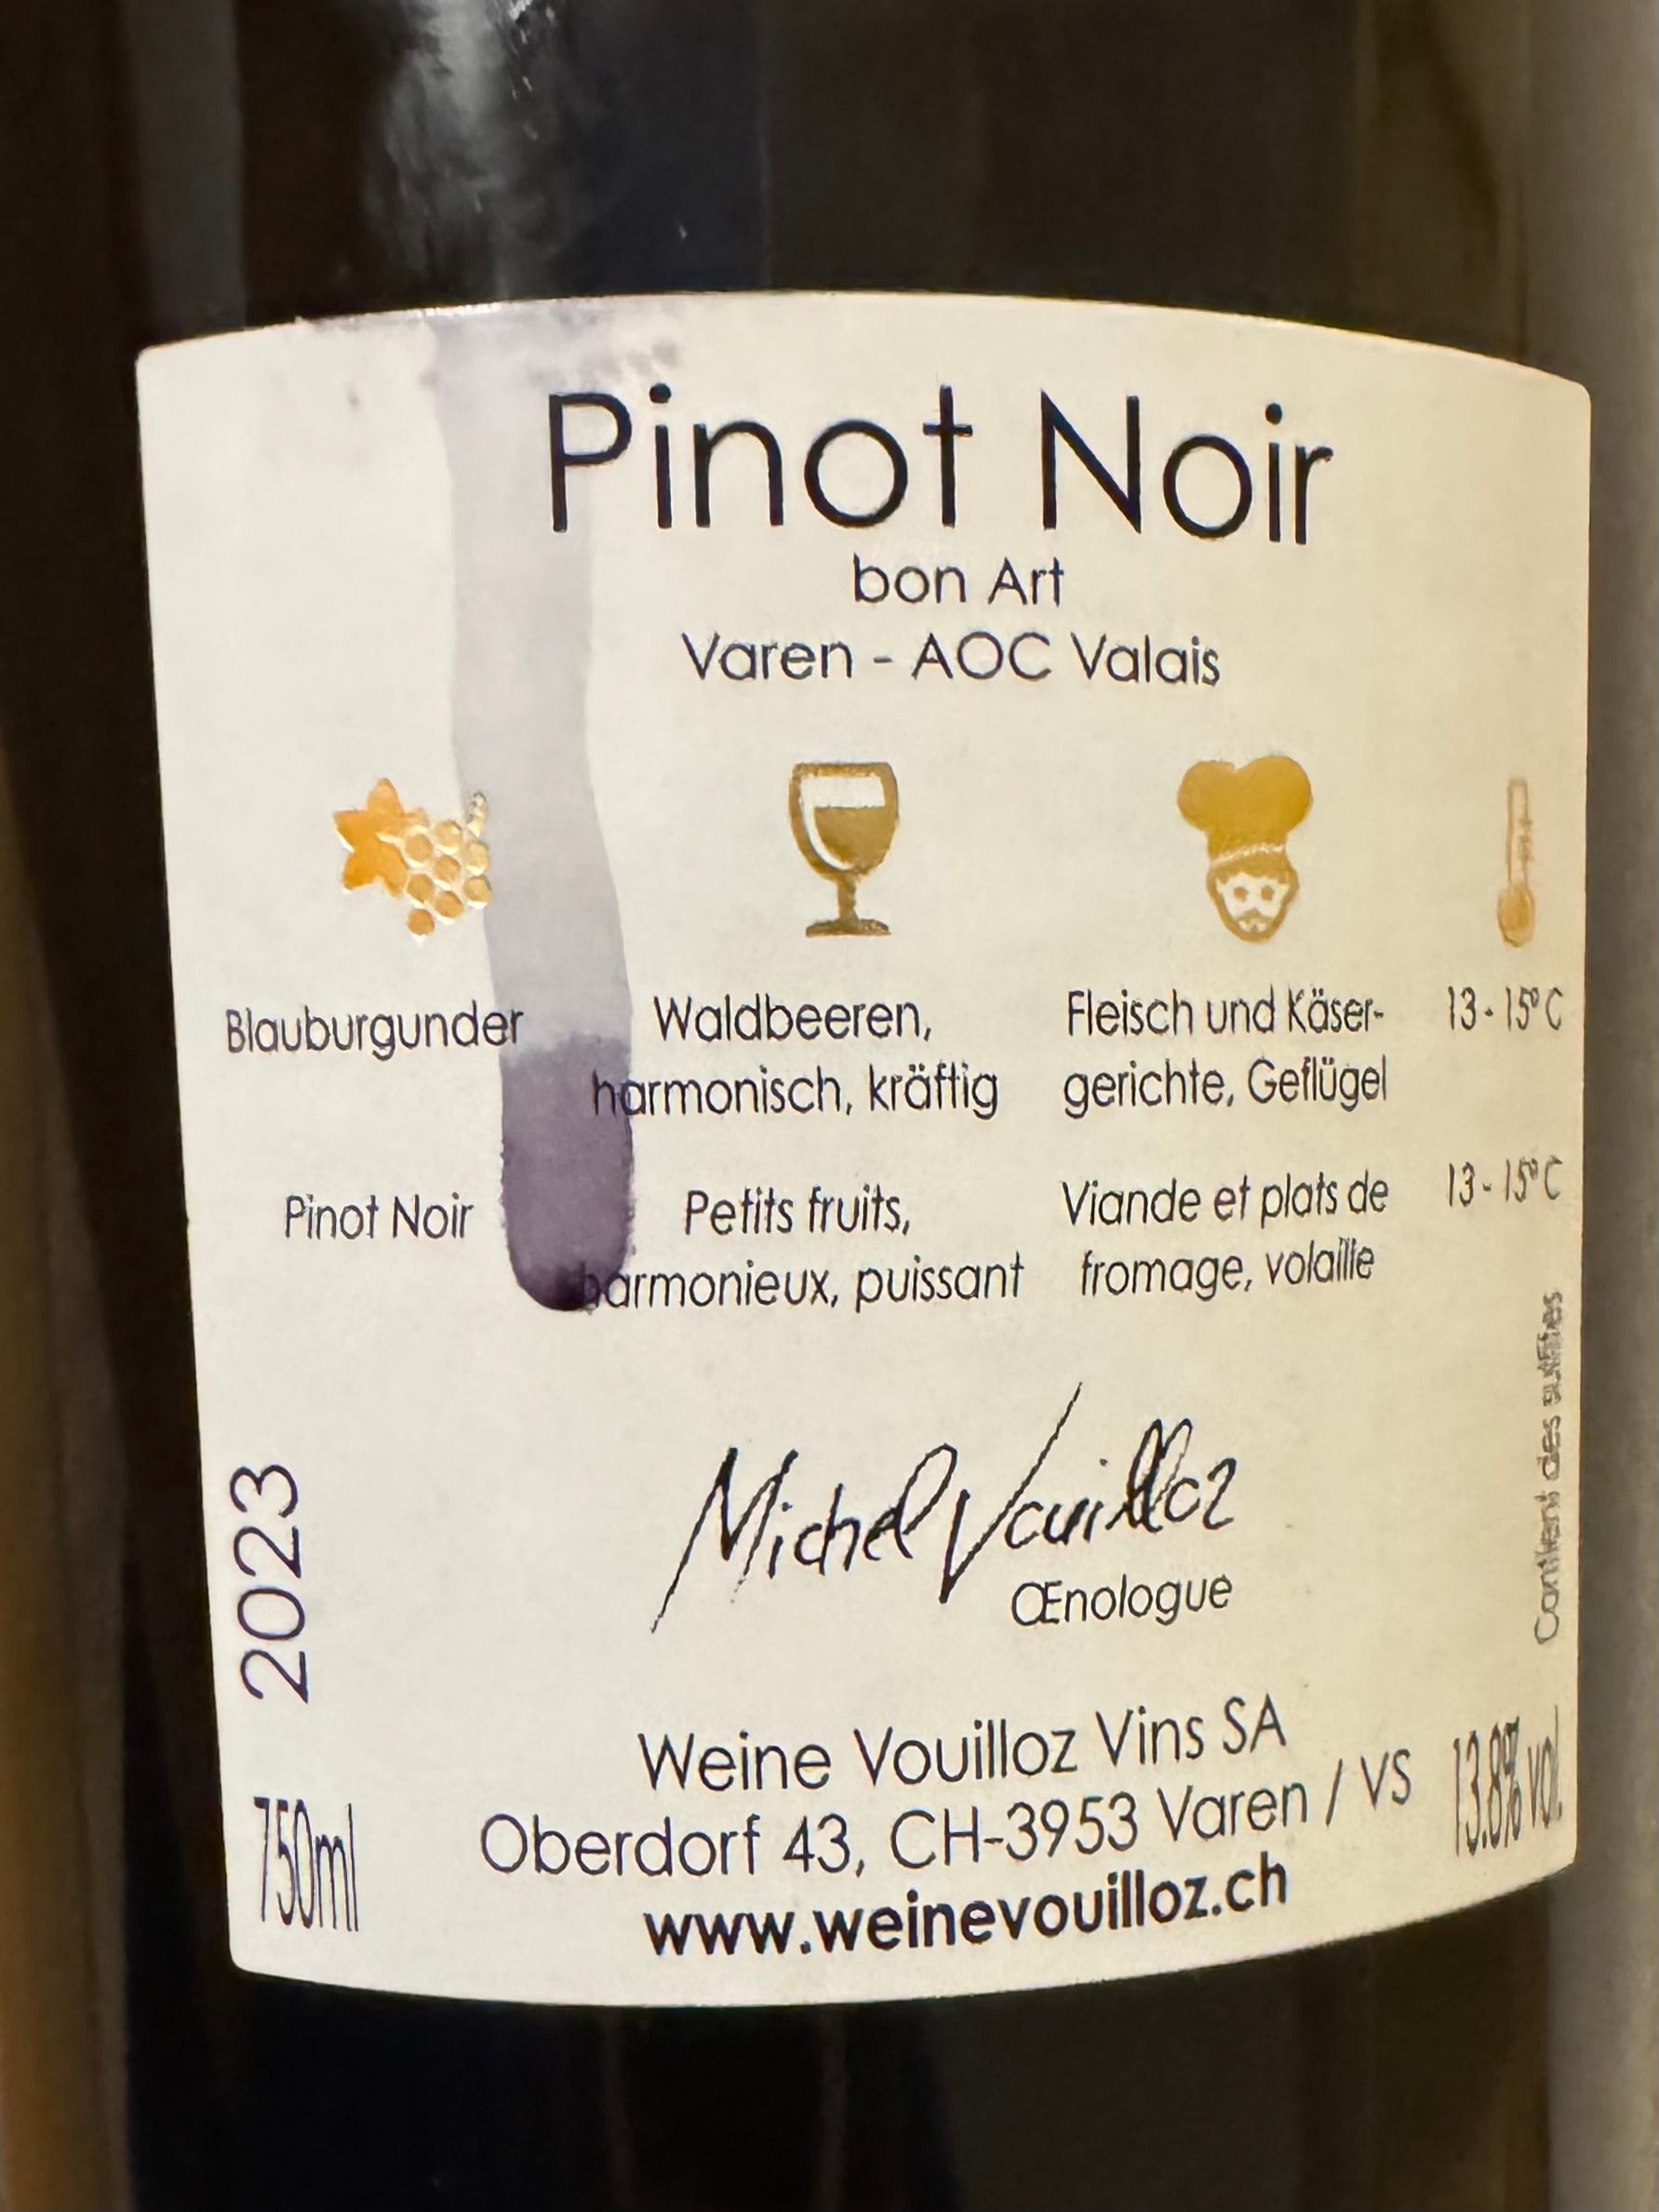 Pinot Noir
bon Art
Varen - AOC Valais
Blauburgunder
Waldbeeren,
harmonisch, kräftig
Fleisch und Käser-
gerichte, Geflügel
13 - 15°C
Pinot Noir
Petits fruits,
harmonieux, puissant
Viande et plats de
fromage, volaille
13 - 15°C
Contient des sulfites
2023
Michel Vouilloz
Œnologue
Weine Vouilloz Vins SA
Oberdorf 43, CH-3953 Varen / VS
www.weinevouilloz.ch
750ml
13.8% vol.